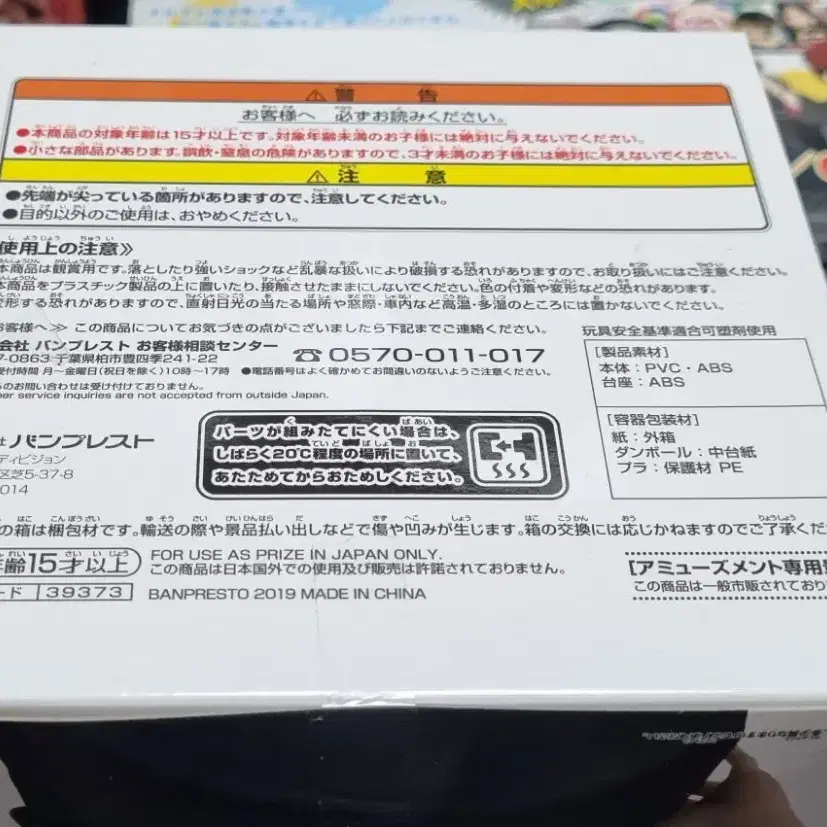 ⚠警告
お客様へ 必ずお読みください。
●本商品の対象年齢は15才以上です。対象年齢未満のお子様には絶対に与えないでください。
●小さな部品があります。誤飲・窒息の危険がありますので、3才未満のお子様には絶対に与えないでください。
⚠注意
●先端が尖っている箇所がありますので、注意してください。
●目的以外のご使用は、おやめください。
使用上の注意》
本商品は観賞用です。落としたり強いショックなど乱暴な扱いにより破損する恐れがありますので、お取り扱いにはご注意ください。
本商品をプラスチック製品の上に置いたり、接触させたままにしないでください。色の付着や変形などの恐れがあります。
変形する恐れがありますので、直射日光の当たる場所や窓際・車内など高温・多湿のところには置かないでください。
お客様へ≫ この商品についてお気づきの点がございましたら下記までご連絡ください。
会社 バンプレスト お客様相談センター
7-0863 千葉県柏市豊四季241-22
☎0570-011-017
受付時間 月~金曜日(祝日を除く)10時~17時 ●電話番号はよく確かめてお間違いのないようご注意ください。
らのお問い合わせは受け付けておりません。
her service inquiries are not accepted from outside Japan.
玩具安全基準適合可塑剤使用
[製品素材]
本体:PVC・ABS
台座:ABS
[容器包装材]
紙:外箱
ダンボール:中台紙
プラ:保護材 PE
社 バンプレスト
ディビジョン
区芝5-37-8
014
パーツが組みたてにくい場合は、
しばらく20℃程度の場所に置いて、
あたためてからおためしください。
の箱は梱包材です。輸送の際や景品払い出しなどで傷や凹みが生じます。箱の交換には応じかねますのでご了承くだ
年齢15才以上
FOR USE AS PRIZE IN JAPAN ONLY.
この商品は日本国外での使用及び販売は許諾されておりません。
ード 39373
BANPRESTO 2019 MADE IN CHINA
[アミューズメント専用
この商品は一般市販されており